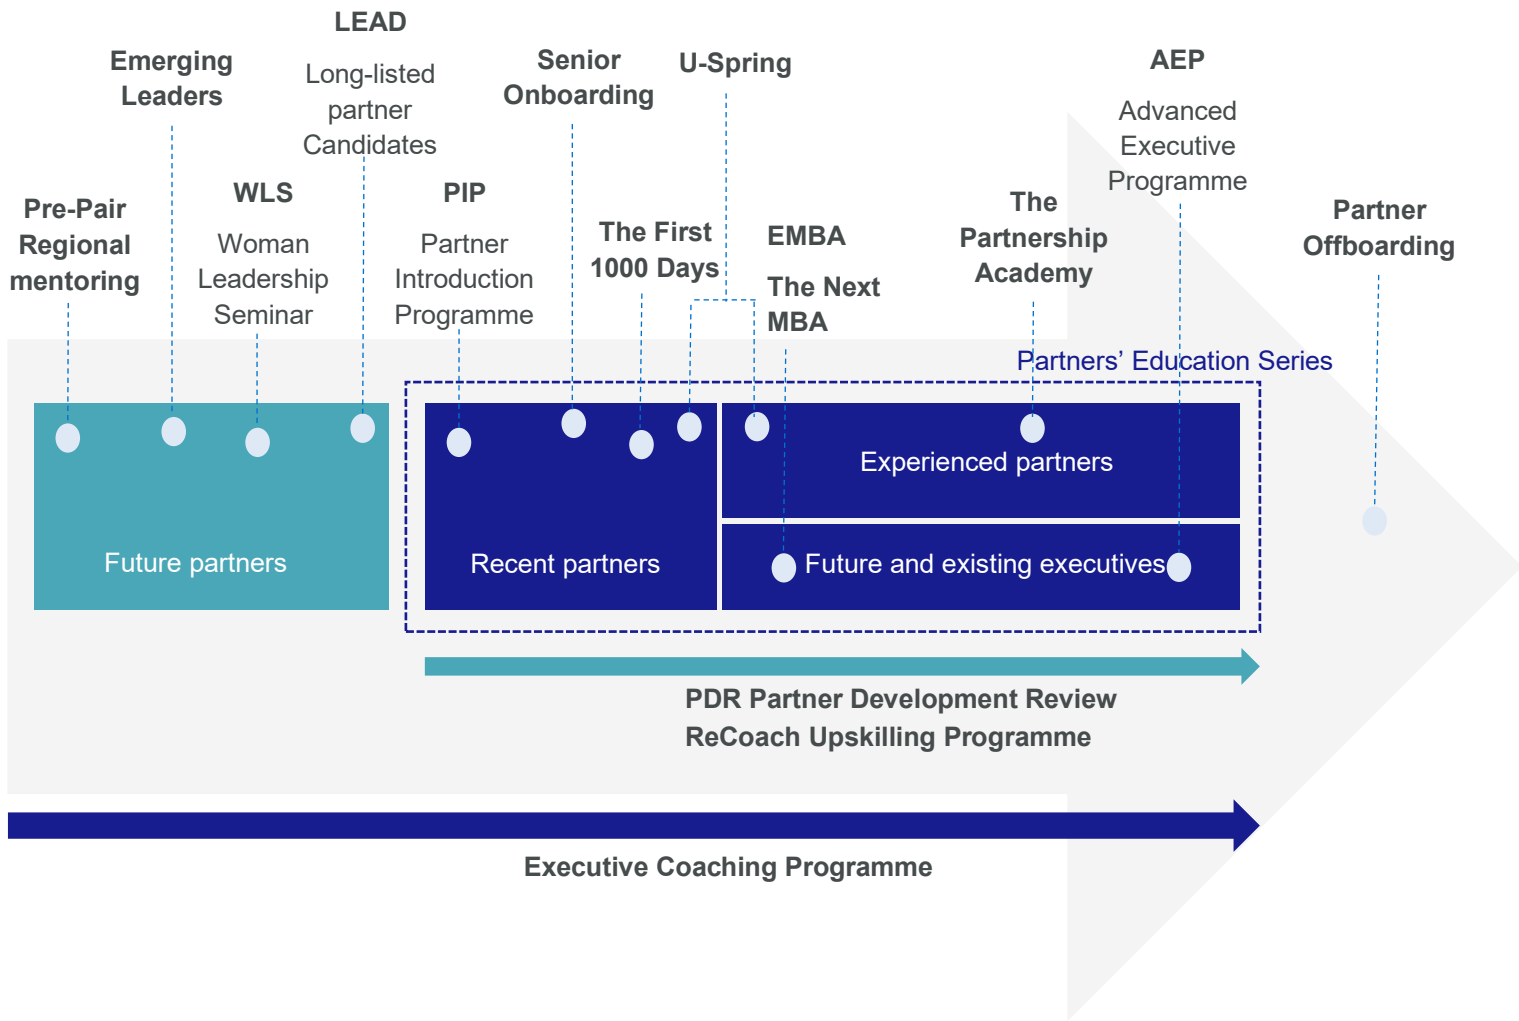 LEAD
Long-listed
partner
Candidates
Emerging
Leaders
Senior
Onboarding
U-Spring
AEP
Advanced
Executive
Programme
Pre-Pair
Regional
mentoring
WLS
Woman
Leadership
Seminar
PIP
Partner
Introduction
Programme
The First
1000 Days
EMBA
The Next
MBA
The
Partnership
Academy
Partner
Offboarding
Partners’ Education Series
Future partners
Recent partners
Experienced partners
Future and existing executives
PDR Partner Development Review
ReCoach Upskilling Programme
Executive Coaching Programme